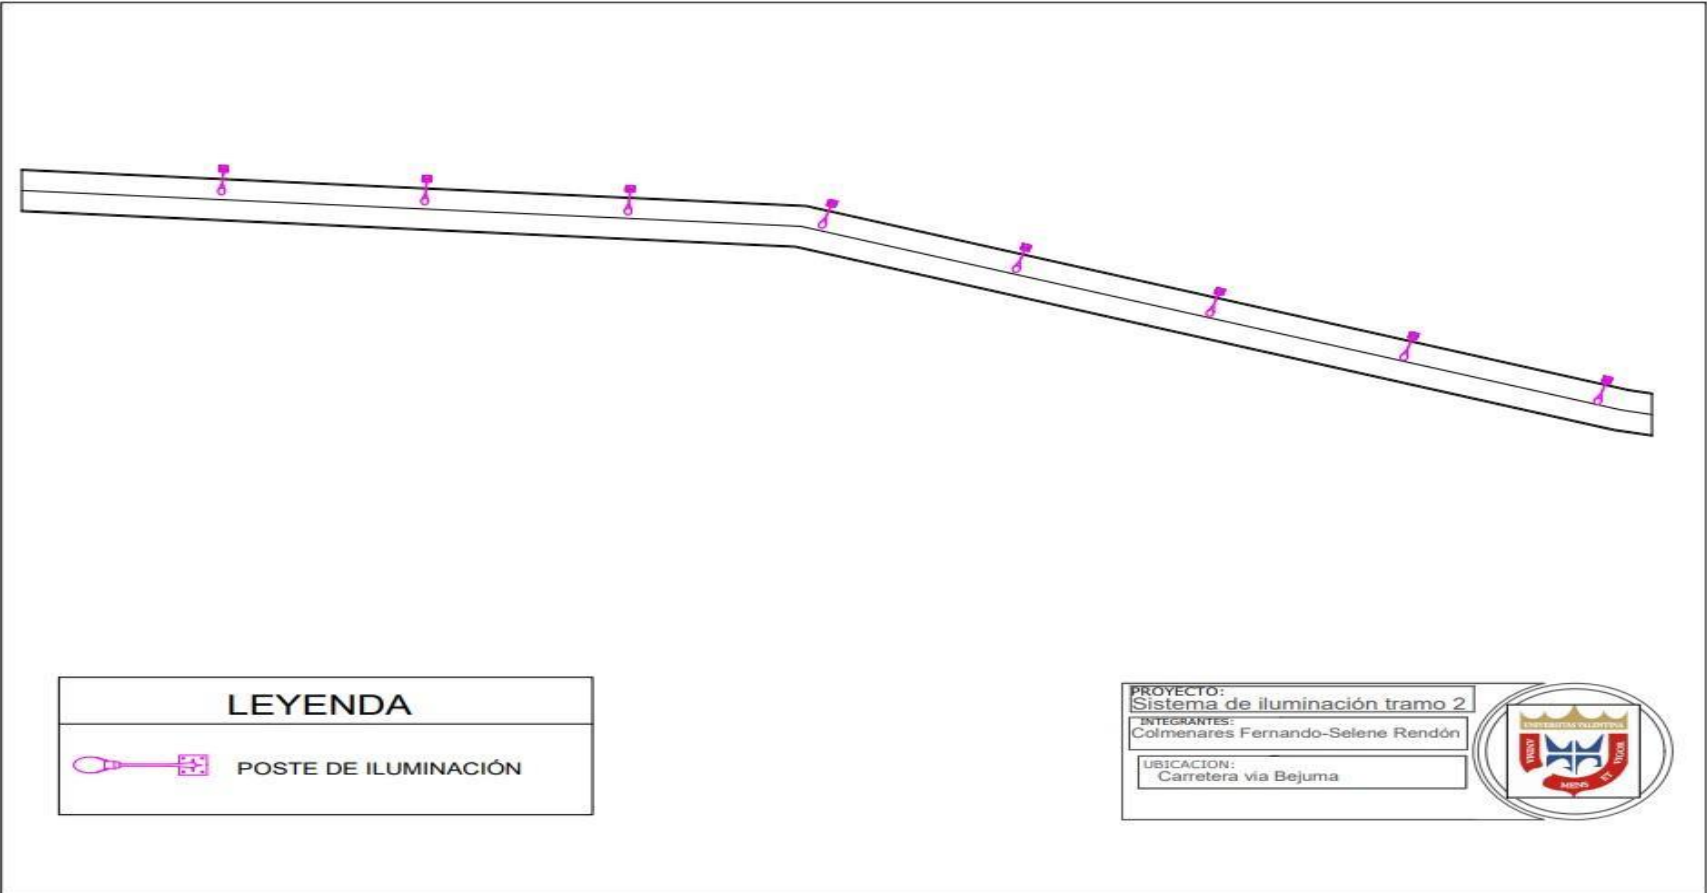 LEYENDA
POSTE DE ILUMINACIÓN
PROYECTO:
Sistema de iluminación tramo 2
INTEGRANTES:
Colmenares Fernando-Selene Rendón
UBICACION:
Carretera via Bejuma
UNIVERSITAS VALENTINA
ANIMA
MENS
ET
VIGOR